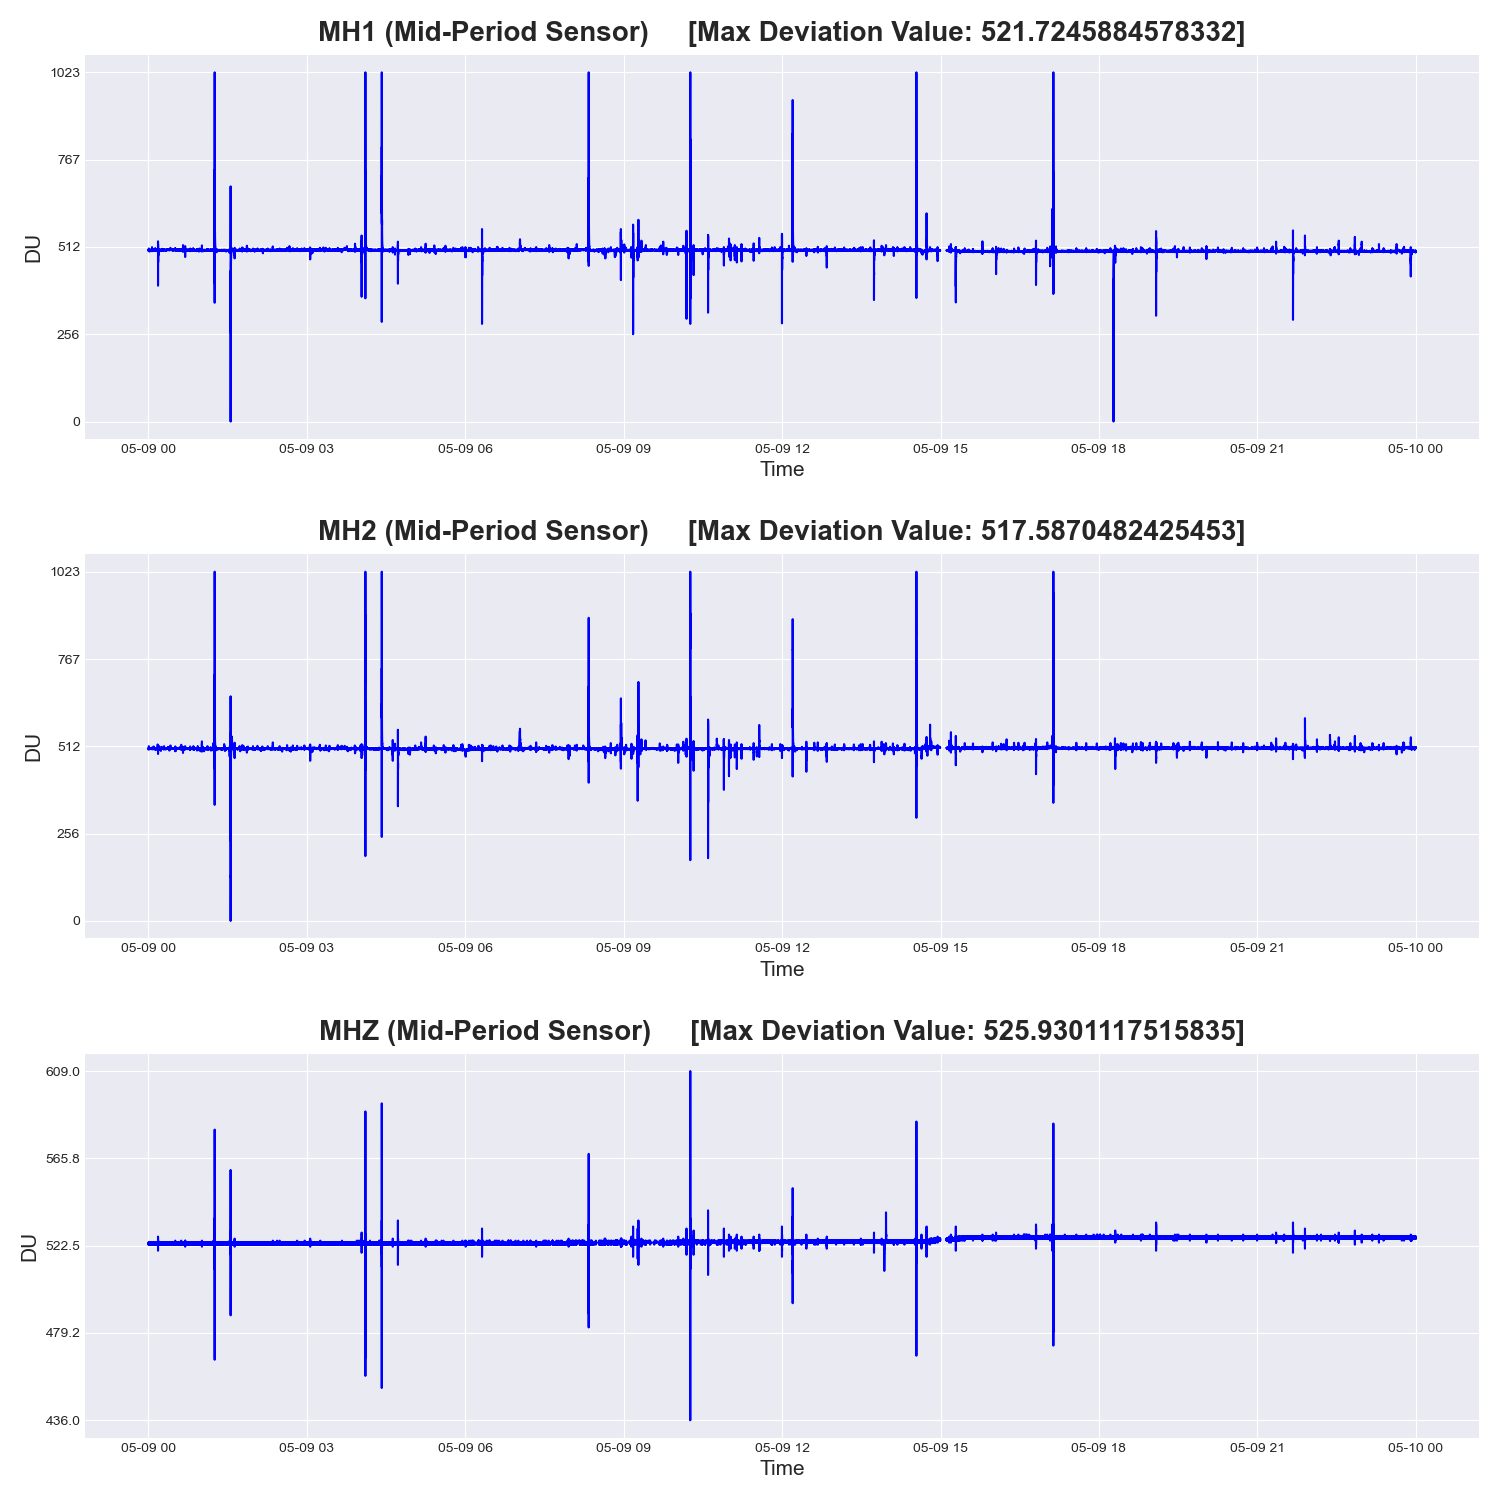 MH1 (Mid-Period Sensor) [Max Deviation Value: 521.7245884578332]
1023
767
512
256
0
DU
05-09 00 05-09 03 05-09 06 05-09 09 05-09 12 05-09 15 05-09 18 05-09 21 05-10 00
Time
MH2 (Mid-Period Sensor) [Max Deviation Value: 517.5870482425453]
1023
767
512
256
0
DU
05-09 00 05-09 03 05-09 06 05-09 09 05-09 12 05-09 15 05-09 18 05-09 21 05-10 00
Time
MHZ (Mid-Period Sensor) [Max Deviation Value: 525.9301117515835]
609.0
565.8
522.5
479.2
436.0
DU
05-09 00 05-09 03 05-09 06 05-09 09 05-09 12 05-09 15 05-09 18 05-09 21 05-10 00
Time